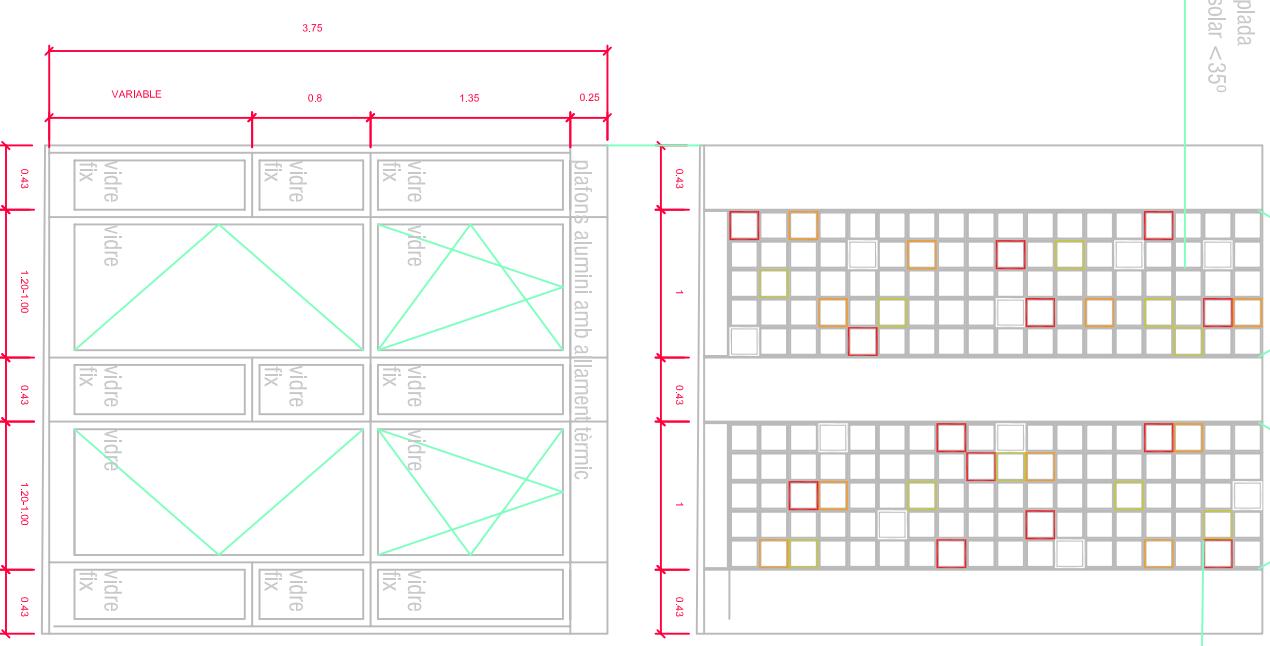 plada
solar <35º
3.75
VARIABLE
0.8
1.35
0.25
0.43
1.20-1.00
0.43
1.20-1.00
0.43
vidre
fix
vidre
fix
vidre
fix
vidre
vidre
vidre
fix
vidre
fix
vidre
fix
vidre
vidre
vidre
fix
vidre
fix
vidre
fix
plafons alumini amb aïllament tèrmic
0.43
1
0.43
1
0.43